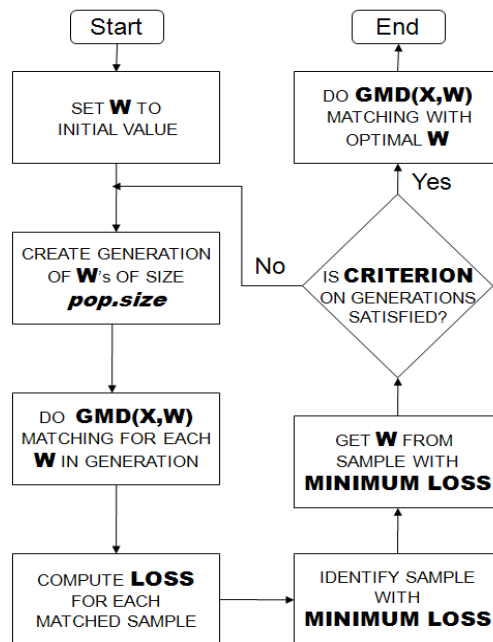 Start
SET W TO
INITIAL VALUE
CREATE GENERATION
OF W's OF SIZE
pop.size
DO GMD(X,W)
MATCHING FOR EACH
W IN GENERATION
COMPUTE LOSS
FOR EACH
MATCHED SAMPLE
IDENTIFY SAMPLE
WITH
MINIMUM LOSS
GET W FROM
SAMPLE WITH
MINIMUM LOSS
IS CRITERION
ON GENERATIONS
SATISFIED?
No
Yes
DO GMD(X,W)
MATCHING WITH
OPTIMAL W
End